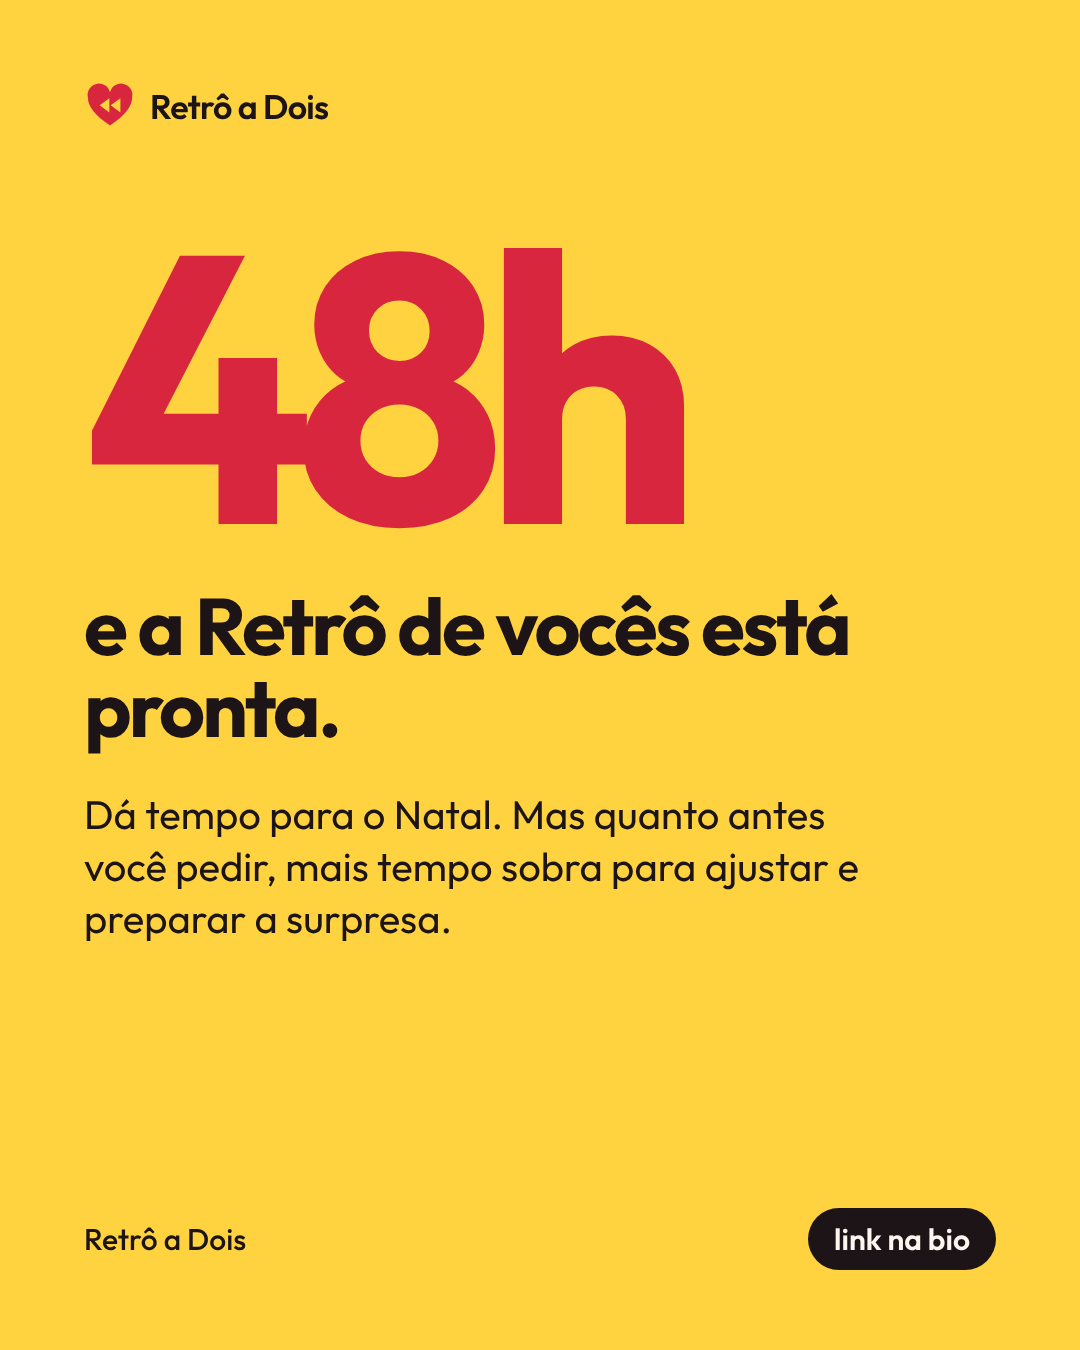 Retrô a Dois
48h
e a Retrô de vocês está
pronta.
Dá tempo para o Natal. Mas quanto antes
você pedir, mais tempo sobra para ajustar e
preparar a surpresa.
Retrô a Dois
link na bio